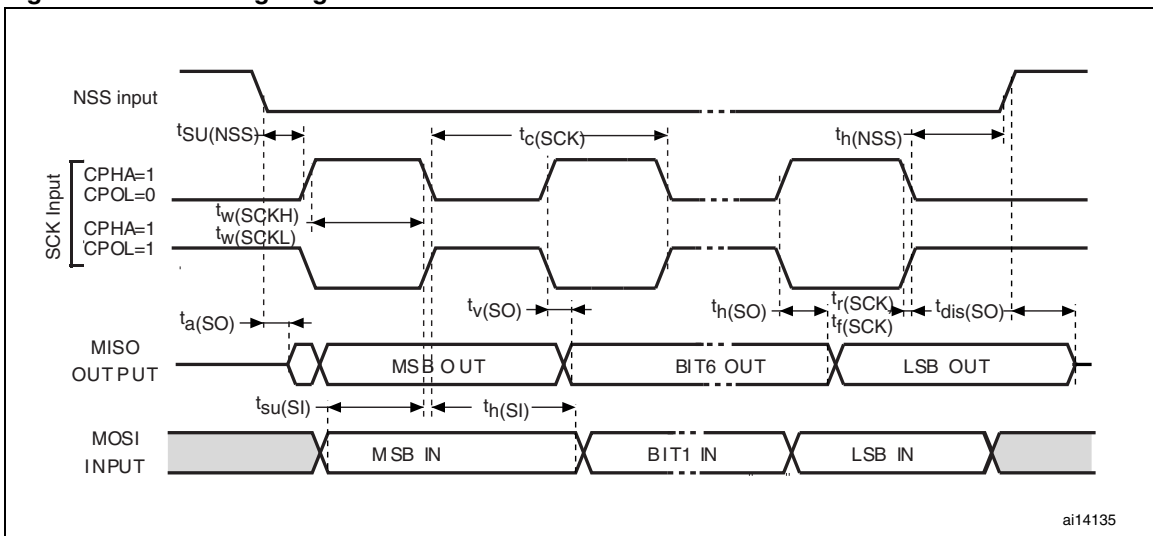 NSS input
tSU(NSS)
tc(SCK)
th(NSS)
SCK Input
CPHA=1
CPOL=0
tw(SCKH)
tw(SCKL)
CPHA=1
CPOL=1
ta(SO)
tv(SO)
th(SO)
tr(SCK)
tf(SCK)
tdis(SO)
MISO
OUTPUT
MSB OUT
BIT6 OUT
LSB OUT
tsu(SI)
th(SI)
MOSI
INPUT
MSB IN
BIT1 IN
LSB IN
ai14135